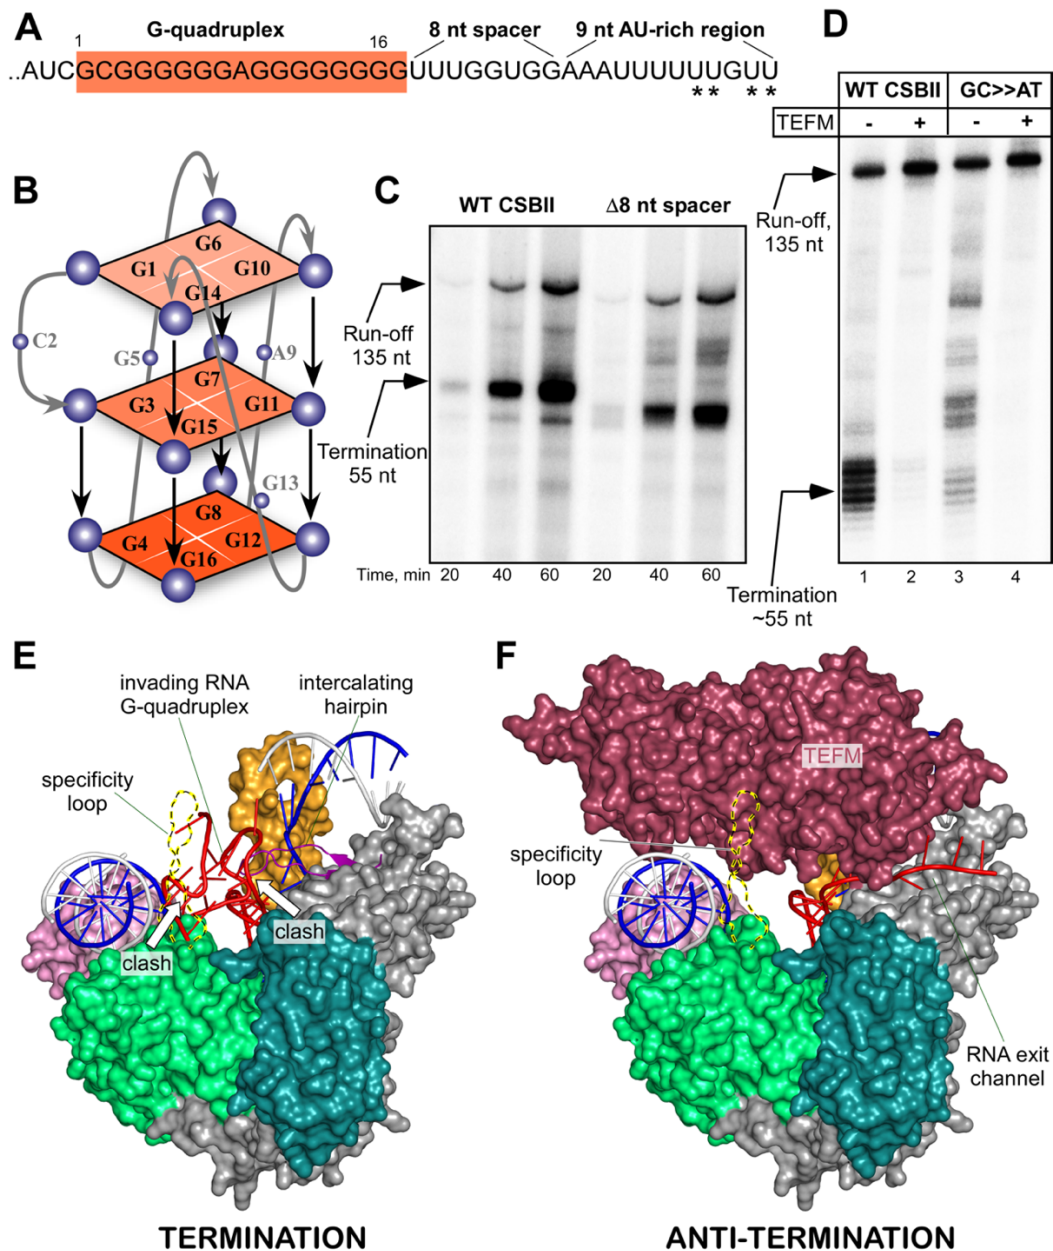 A
G-quadruplex
8 nt spacer
9 nt AU-rich region
1
16
..AUCGCGGGGGGAGGGGGGGGUUUGGUGGAAAUUUUUUGUU
** **
B
G6
G1
G10
G14
C2
G5
A9
G7
G3
G11
G15
G13
G8
G4
G12
G16
C
WT CSBII
Δ8 nt spacer
Run-off
135 nt
Termination
55 nt
Time, min 20 40 60 20 40 60
D
WT CSBII
GC>>AT
TEFM - + - +
Run-off,
135 nt
Termination
~55 nt
1 2 3 4
E
invading RNA
G-quadruplex
intercalating
hairpin
specificity
loop
clash
clash
TERMINATION
F
TEFM
specificity
loop
RNA exit
channel
ANTI-TERMINATION